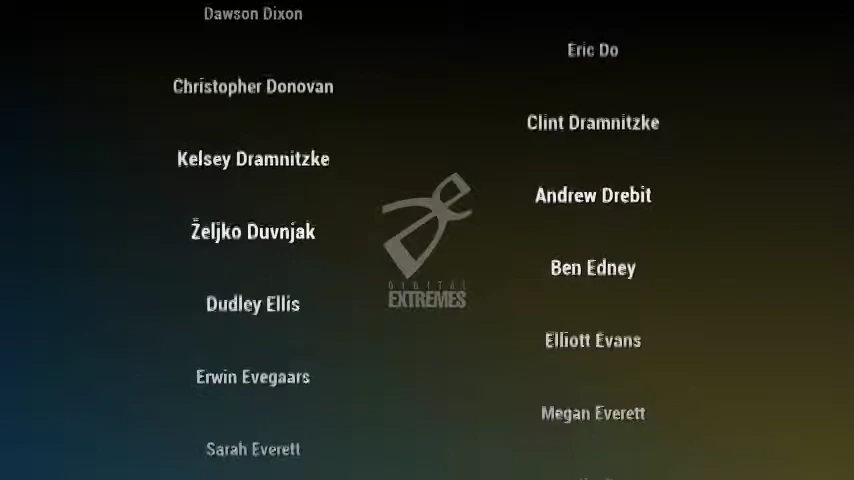 Dawson Dixon
Eric Do
Christopher Donovan
Clint Dramnitzke
Kelsey Dramnitzke
Andrew Drebit
Željko Duvnjak
Ben Edney
DIGITAL
EXTREMES
Dudley Ellis
Elliott Evans
Erwin Evegaars
Megan Everett
Sarah Everett